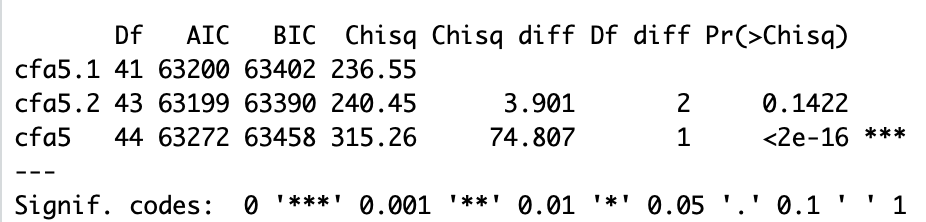 Df   AIC   BIC  Chisq Chisq diff Df diff Pr(>Chisq)
cfa5.1 41 63200 63402 236.55
cfa5.2 43 63199 63390 240.45      3.901       2     0.1422
cfa5   44 63272 63458 315.26     74.807       1     <2e-16 ***
---
Signif. codes:  0 '***' 0.001 '**' 0.01 '*' 0.05 '.' 0.1 ' ' 1